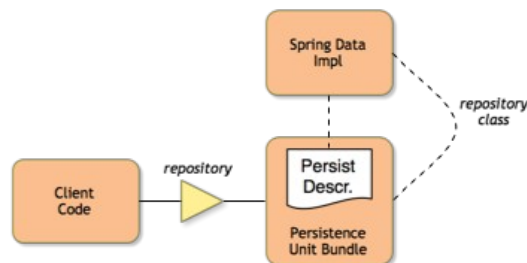 Spring Data
Impl
repository
class
repository
Persist
Descr.
Client
Code
Persistence
Unit Bundle